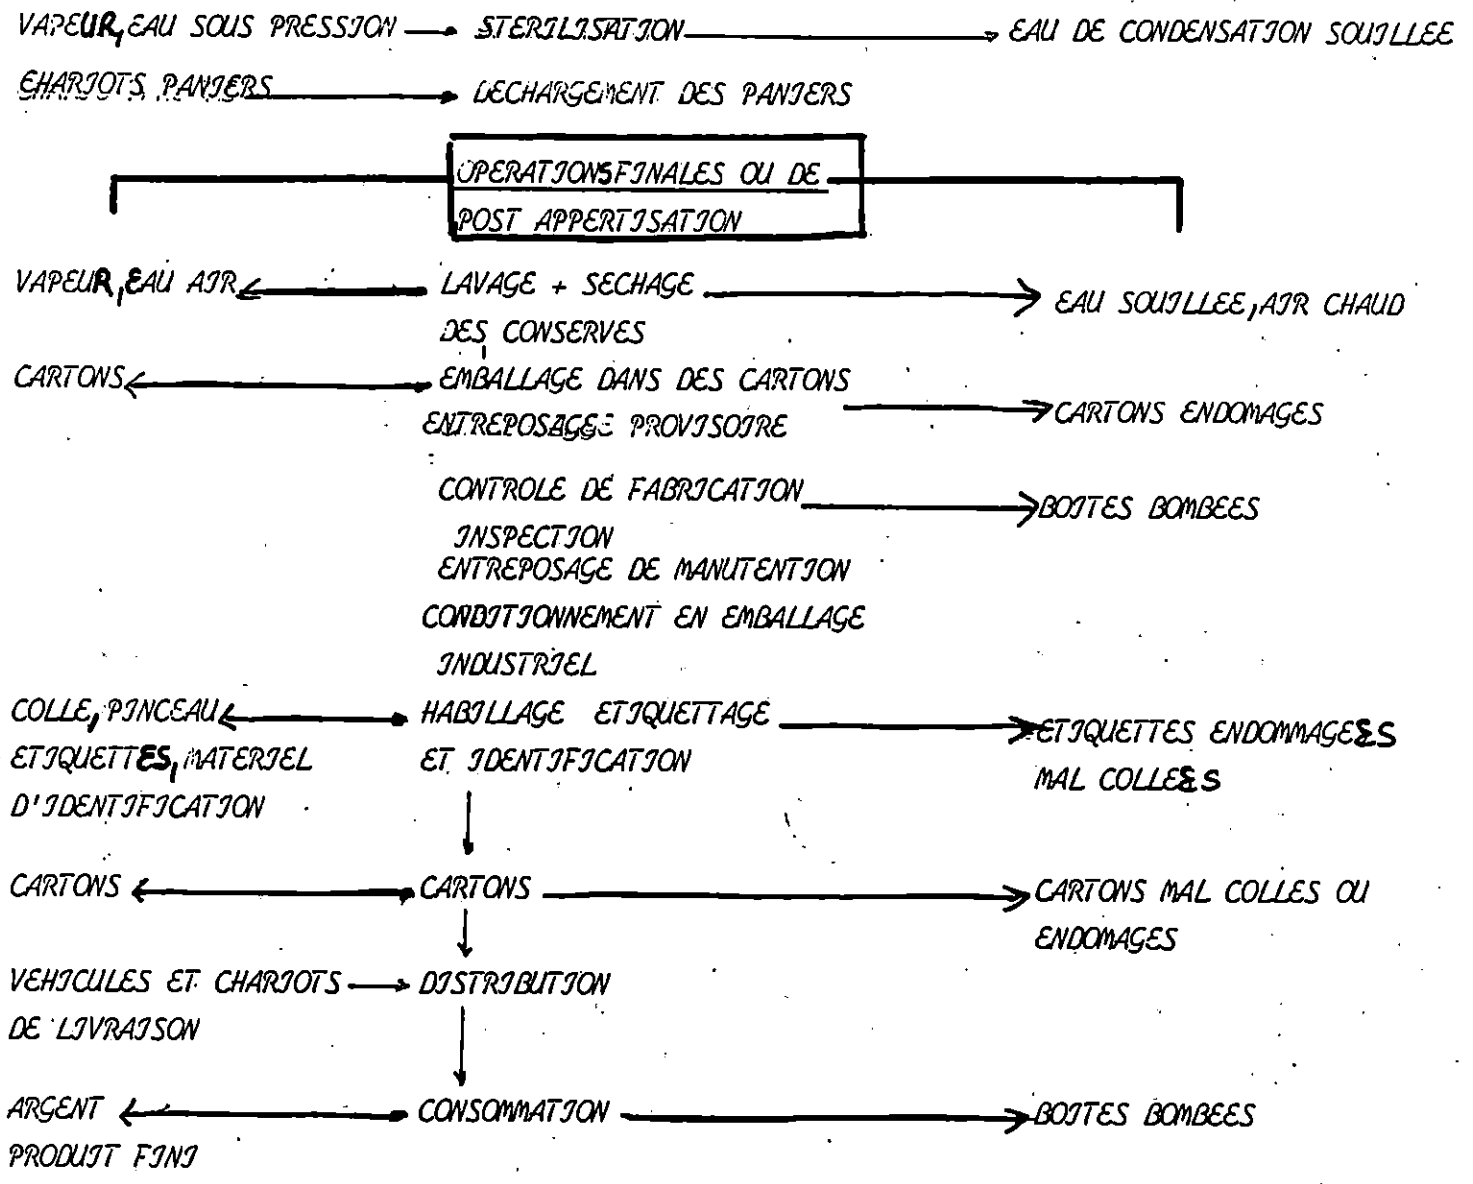 VAPEUR, EAU SOUS PRESSION STERILISATION EAU DE CONDENSATION SOUILLEE
CHARIOTS PANIERS DECHARGEMENT DES PANIERS
OPERATIONS FINALES OU DE
POST APPERTISATION
VAPEUR, EAU AIR LAVAGE + SECHAGE EAU SOUILLEE, AIR CHAUD
DES CONSERVES
CARTONS EMBALLAGE DANS DES CARTONS
ENTREPOSAGGE PROVISOIRE CARTONS ENDOMAGES
CONTROLE DE FABRICATION BOITES BOMBEES
INSPECTION
ENTREPOSAGE DE MANUTENTION
CONDITIONNEMENT EN EMBALLAGE
INDUSTRIEL
COLLE, PINCEAU HABILLAGE ETIQUETTAGE ETIQUETTES ENDOMMAGEES
ETIQUETTES, MATERIEL ET IDENTIFICATION MAL COLLEES
D'IDENTIFICATION
CARTONS CARTONS CARTONS MAL COLLES OU
ENDOMAGES
VEHICULES ET CHARIOTS DISTRIBUTION
DE LIVRAISON
ARGENT CONSOMMATION BOITES BOMBEES
PRODUIT FINI